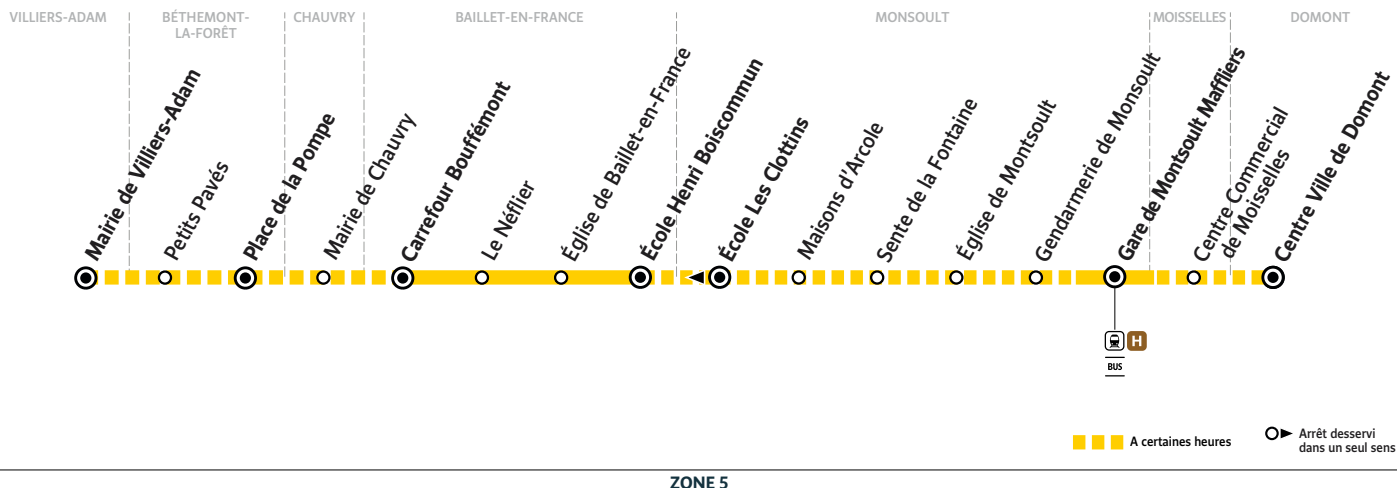 VILLIERS-ADAM
BÉTHEMONT-
LA-FORÊT
CHAUVRY
BAILLET-EN-FRANCE
MONSOULT
MOISSELLES
DOMONT
Mairie de Villiers-Adam
Petits Pavés
Place de la Pompe
Mairie de Chauvry
Carrefour Bouffémont
Le Néflier
Église de Baillet-en-France
École Henri Boiscommun
École Les Clottins
Maisons d'Arcole
Sente de la Fontaine
Église de Montsoult
Gendarmerie de Monsoult
Gare de Montsoult Maffliers
Centre Commercial
de Moisselles
Centre Ville de Domont
H
BUS
A certaines heures
Arrêt desservi
dans un seul sens
ZONE 5